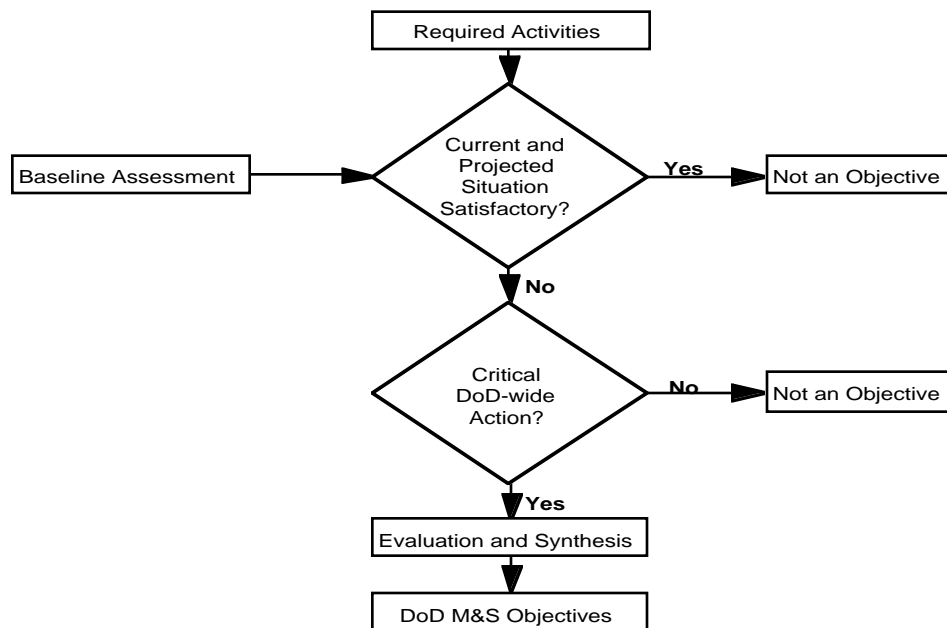 Required Activities
Current and
Projected
Situation
Satisfactory?
Baseline Assessment
Yes
Not an Objective
No
Critical
DoD-wide
Action?
No
Not an Objective
Yes
Evaluation and Synthesis
DoD M&S Objectives